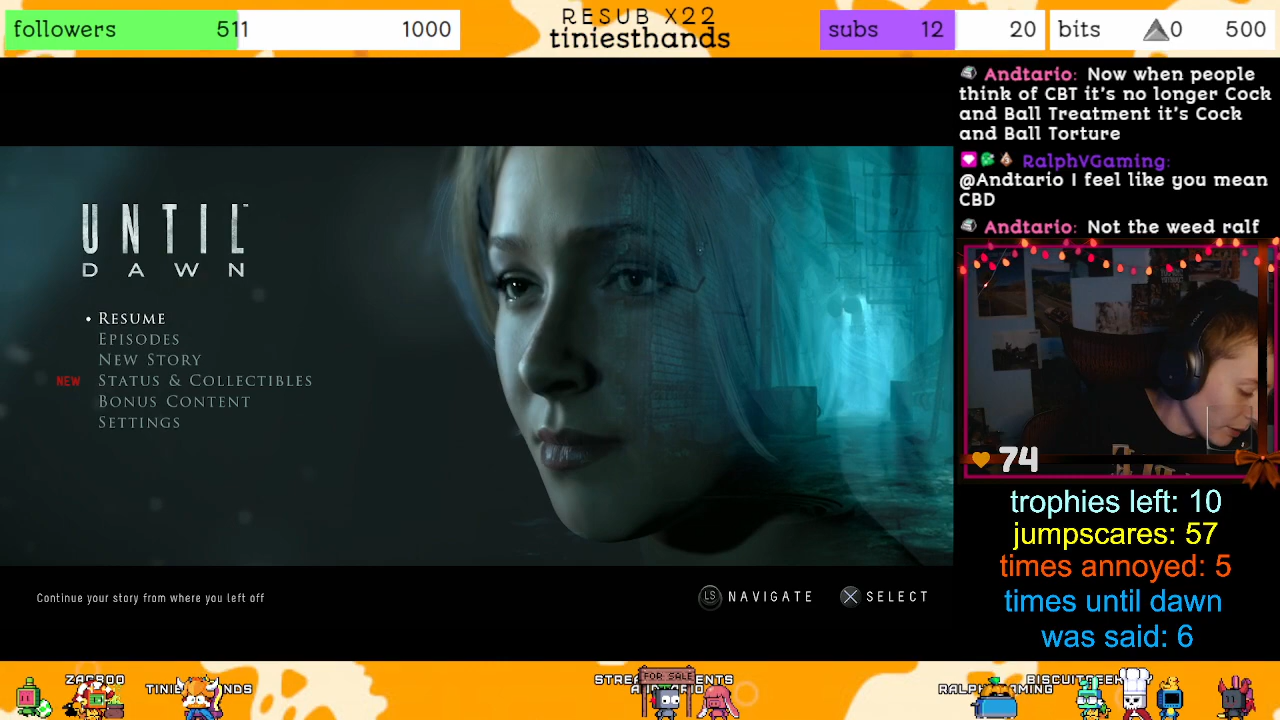 followers 511 1000
RESUB X22
tiniesthands
subs 12 20
bits 0 500
Andtario: Now when people
think of CBT it's no longer Cock
and Ball Treatment it's Cock
and Ball Torture
RalphVGaming:
@Andtario I feel like you mean
CBD
Andtario: Not the weed ralf
UNTIL
DAWN
• RESUME
EPISODES
NEW STORY
NEW STATUS & COLLECTIBLES
BONUS CONTENT
SETTINGS
74
trophies left: 10
jumpscares: 57
times annoyed: 5
times until dawn
was said: 6
Continue your story from where you left off
LS NAVIGATE
SELECT
FOR SALE